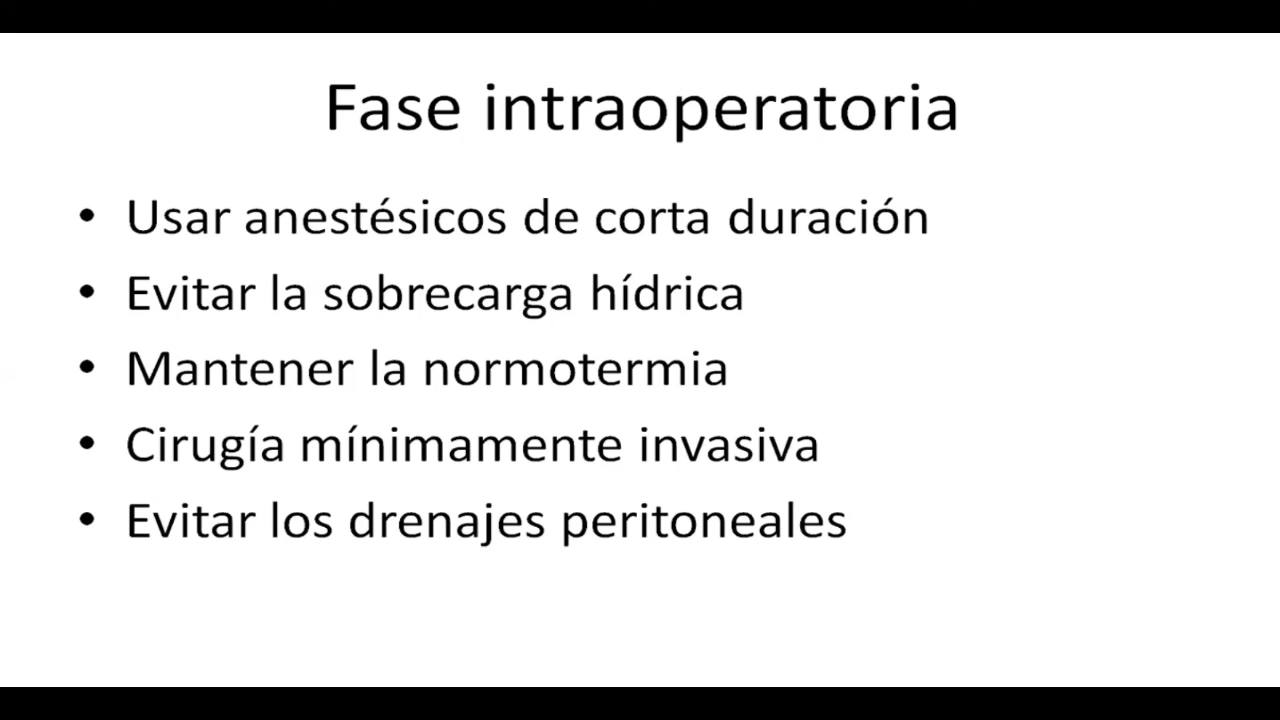 Fase intraoperatoria
• Usar anestésicos de corta duración
• Evitar la sobrecarga hídrica
• Mantener la normotermia
• Cirugía mínimamente invasiva
• Evitar los drenajes peritoneales